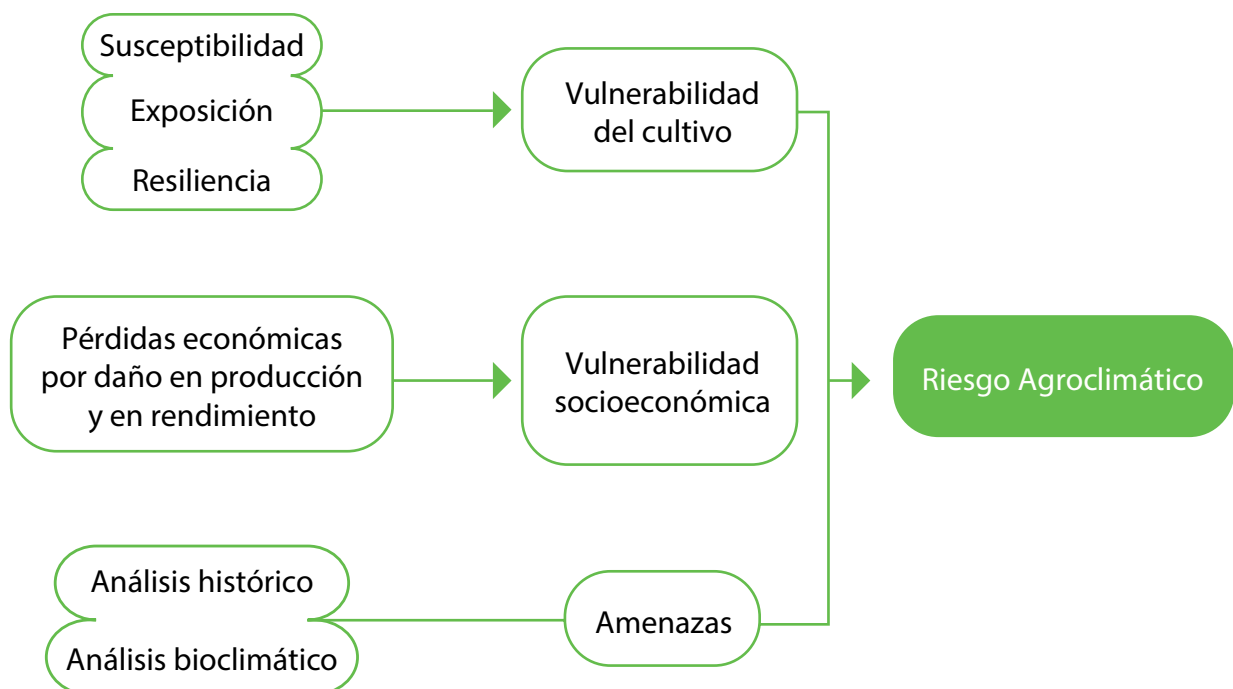 Susceptibilidad
Exposición
Resiliencia
Vulnerabilidad
del cultivo
Pérdidas económicas
por daño en producción
y en rendimiento
Vulnerabilidad
socioeconómica
Análisis histórico
Análisis bioclimático
Amenazas
Riesgo Agroclimático